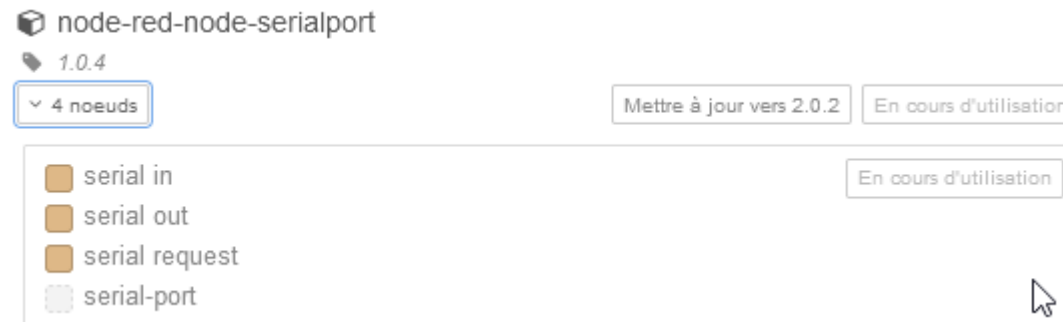 node-red-node-serialport
1.0.4
4 noeuds Mettre à jour vers 2.0.2 En cours d'utilisation
serial in En cours d'utilisation
serial out
serial request
serial-port